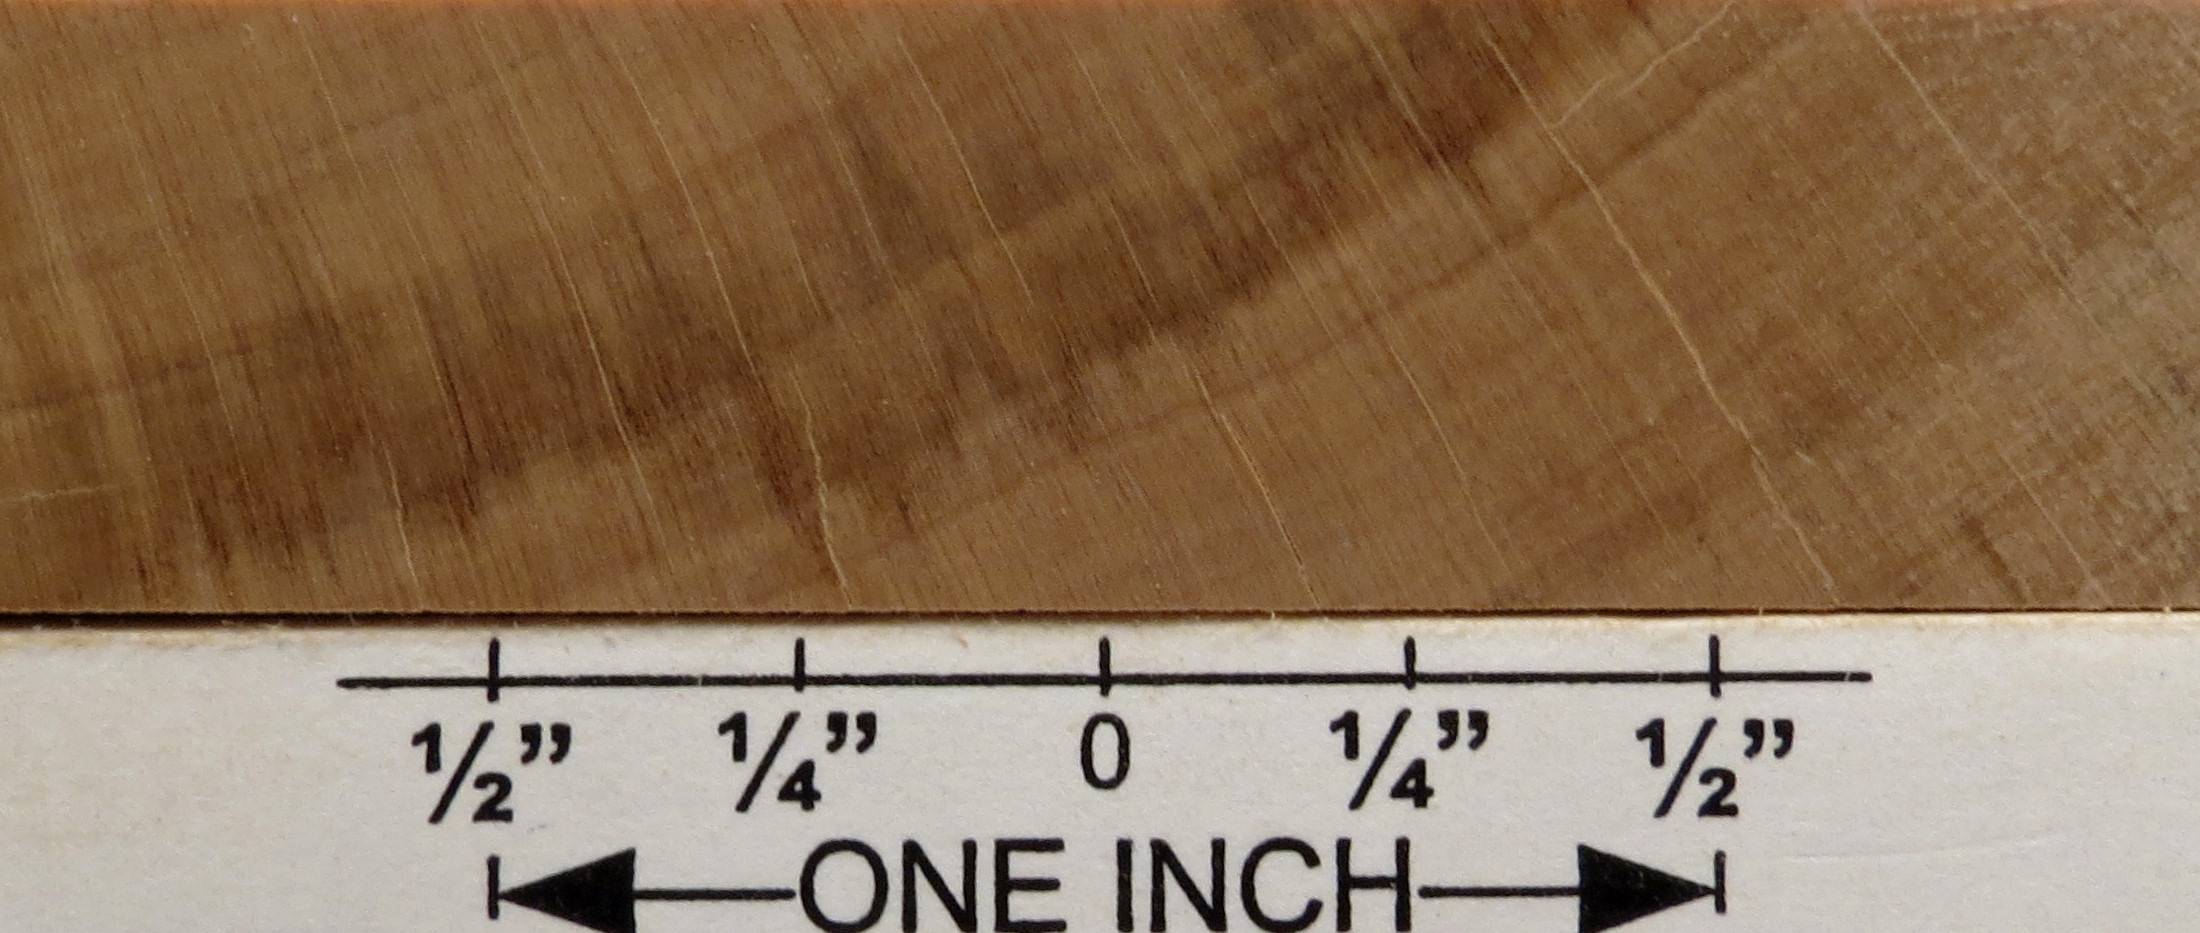 1/2” 1/4” 0 1/4” 1/2”
ONE INCH